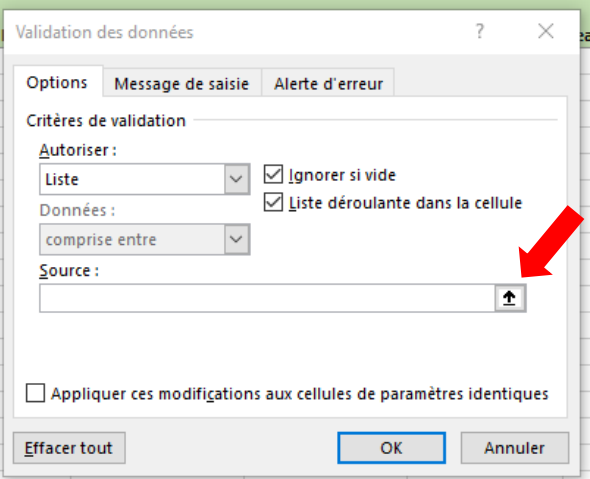 Validation des données ?
Options Message de saisie Alerte d'erreur
Critères de validation
Autoriser :
Liste
Ignorer si vide
Données :
Liste déroulante dans la cellule
comprise entre
Source :
Appliquer ces modifications aux cellules de paramètres identiques
Effacer tout OK Annuler